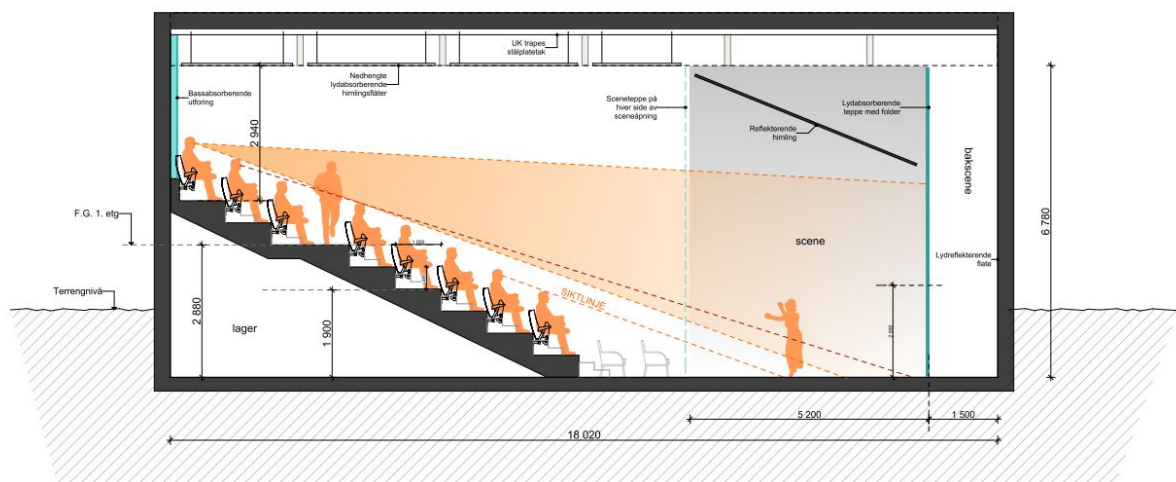 UK trapes
stålplatetak
Nedhengte
lydabsorberende
himlingsflåter
Bassabsorberende
utforing
Sceneteppe på
hver side av
sceneåpning
Reflekterende
himling
Lydabsorberende
teppe med folder
2 940
bakscene
6 780
F.G. 1. etg
scene
Lydreflekterende
flate
Terrengnivå
SIKTLINJE
2 880
lager
1 900
5 200
1 500
18 020